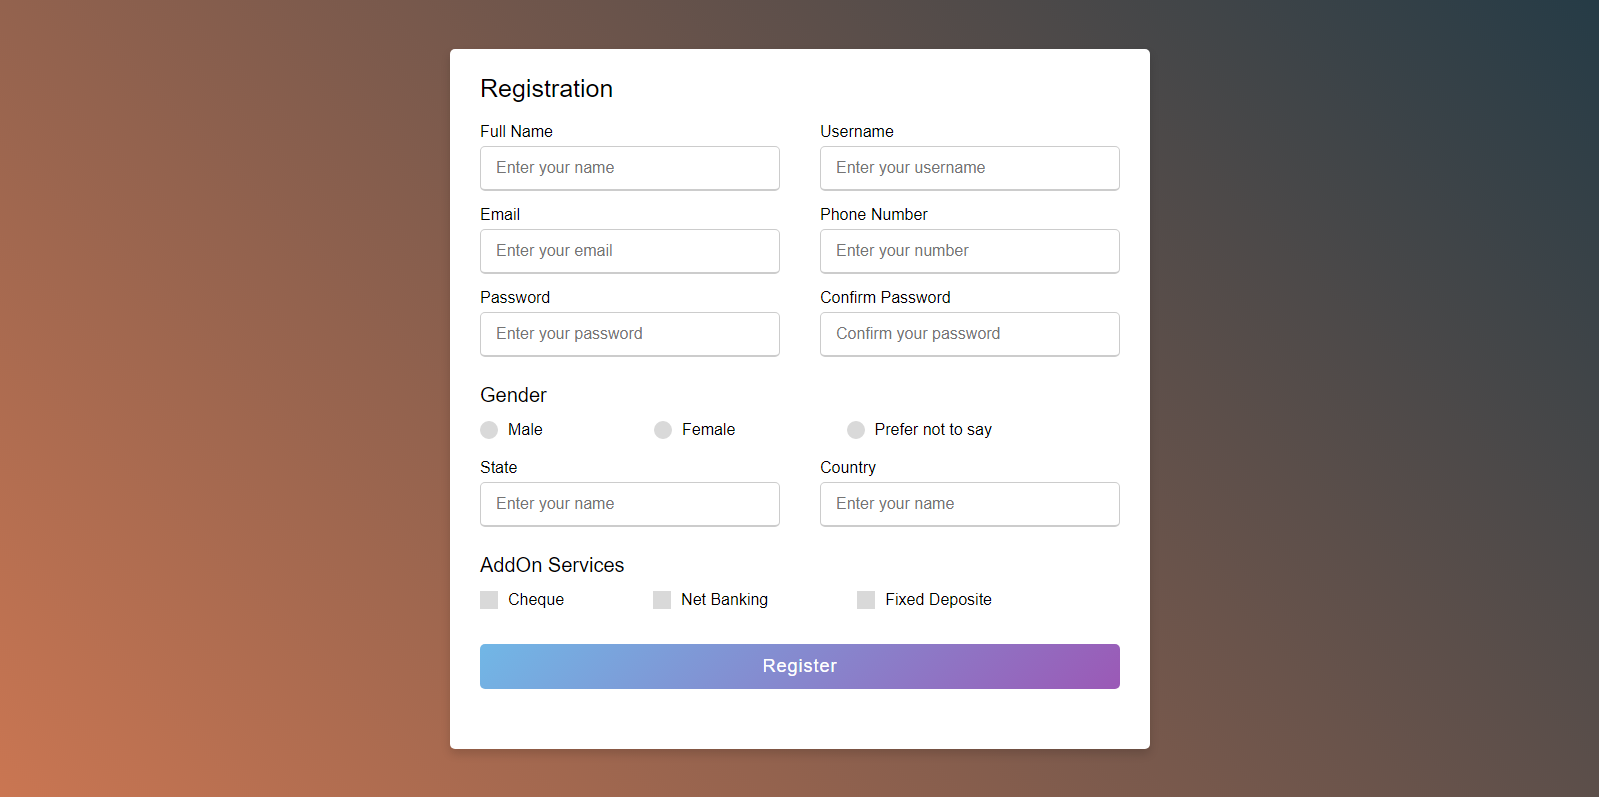 Registration
Full Name Username
Enter your name Enter your username
Email Phone Number
Enter your email Enter your number
Password Confirm Password
Enter your password Confirm your password
Gender
Male Female Prefer not to say
State Country
Enter your name Enter your name
AddOn Services
Cheque Net Banking Fixed Deposite
Register